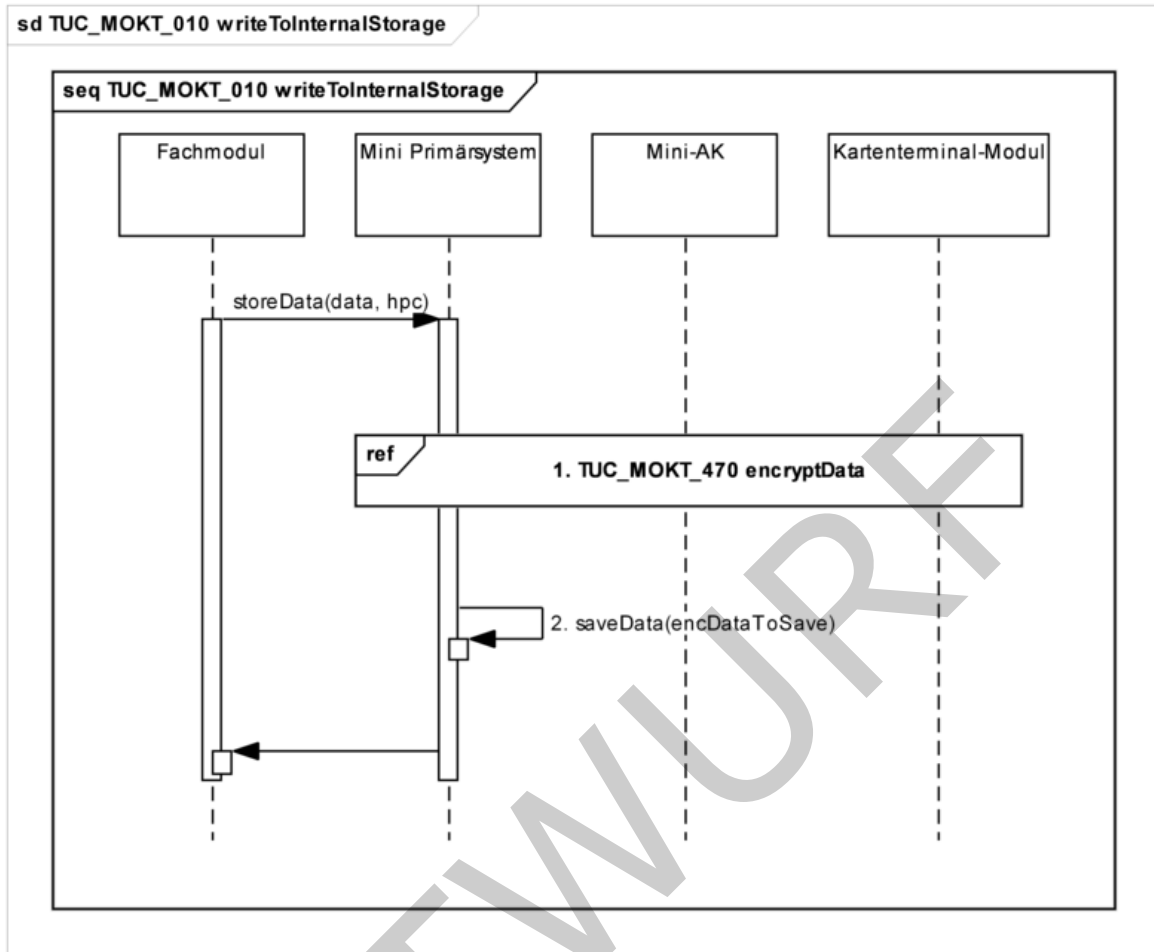 sd TUC_MOKT_010 writeToInternalStorage
seq TUC_MOKT_010 writeToInternalStorage
Fachmodul
Mini Primärsystem
Mini-AK
Kartenterminal-Modul
storeData(data, hpc)
ref
1. TUC_MOKT_470 encryptData
2. saveData(encDataToSave)
TWURF